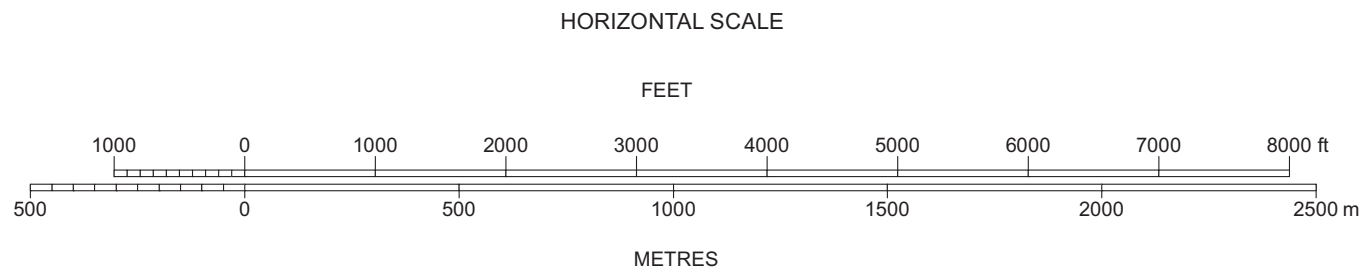 HORIZONTAL SCALE
FEET
1000 0 1000 2000 3000 4000 5000 6000 7000 8000 ft
500 0 500 1000 1500 2000 2500 m
METRES